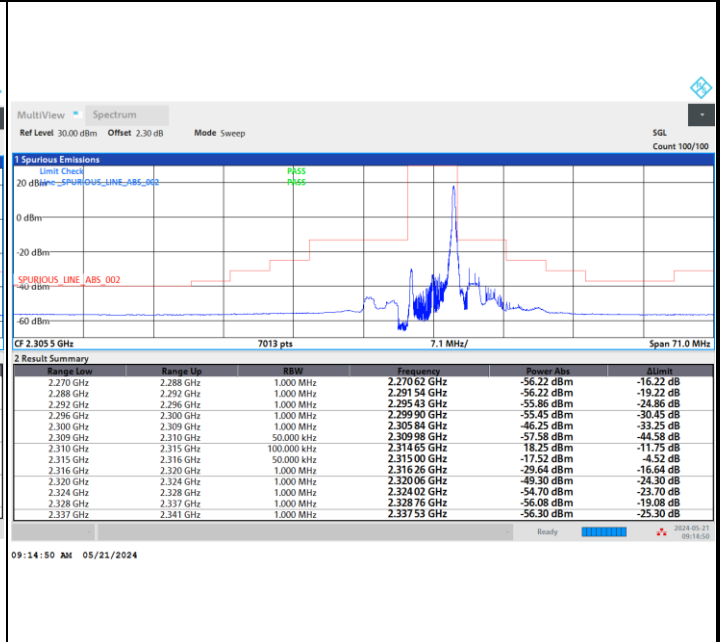 MultiView Spectrum
Ref Level 30.00 dBm Offset 2.30 dB Mode Sweep SGL
Count 100/100
1 Spurious Emissions
Limit Check PASS
20 dBm Line _SPURIOUS_LINE_ABS_002 PASS
0 dBm
-20 dBm
SPURIOUS_LINE_ABS_002
-40 dBm
-60 dBm
CF 2.305 5 GHz 7013 pts 7.1 MHz/ Span 71.0 MHz
2 Result Summary
Range Low Range Up RBW Frequency Power Abs ΔLimit
2.270 GHz 2.288 GHz 1.000 MHz 2.270 62 GHz -56.22 dBm -16.22 dB
2.288 GHz 2.292 GHz 1.000 MHz 2.291 54 GHz -56.22 dBm -19.22 dB
2.292 GHz 2.296 GHz 1.000 MHz 2.295 43 GHz -55.86 dBm -24.86 dB
2.296 GHz 2.300 GHz 1.000 MHz 2.299 90 GHz -55.45 dBm -30.45 dB
2.300 GHz 2.309 GHz 1.000 MHz 2.305 84 GHz -46.25 dBm -33.25 dB
2.309 GHz 2.310 GHz 50.000 kHz 2.309 98 GHz -57.58 dBm -44.58 dB
2.310 GHz 2.315 GHz 100.000 kHz 2.314 65 GHz 18.25 dBm -11.75 dB
2.315 GHz 2.316 GHz 50.000 kHz 2.315 00 GHz -17.52 dBm -4.52 dB
2.316 GHz 2.320 GHz 1.000 MHz 2.316 26 GHz -29.64 dBm -16.64 dB
2.320 GHz 2.324 GHz 1.000 MHz 2.320 06 GHz -49.30 dBm -24.30 dB
2.324 GHz 2.328 GHz 1.000 MHz 2.324 02 GHz -54.70 dBm -23.70 dB
2.328 GHz 2.337 GHz 1.000 MHz 2.328 76 GHz -56.08 dBm -19.08 dB
2.337 GHz 2.341 GHz 1.000 MHz 2.337 53 GHz -56.30 dBm -25.30 dB
Ready 2024-05-21
09:14:50
09:14:50 AM 05/21/2024